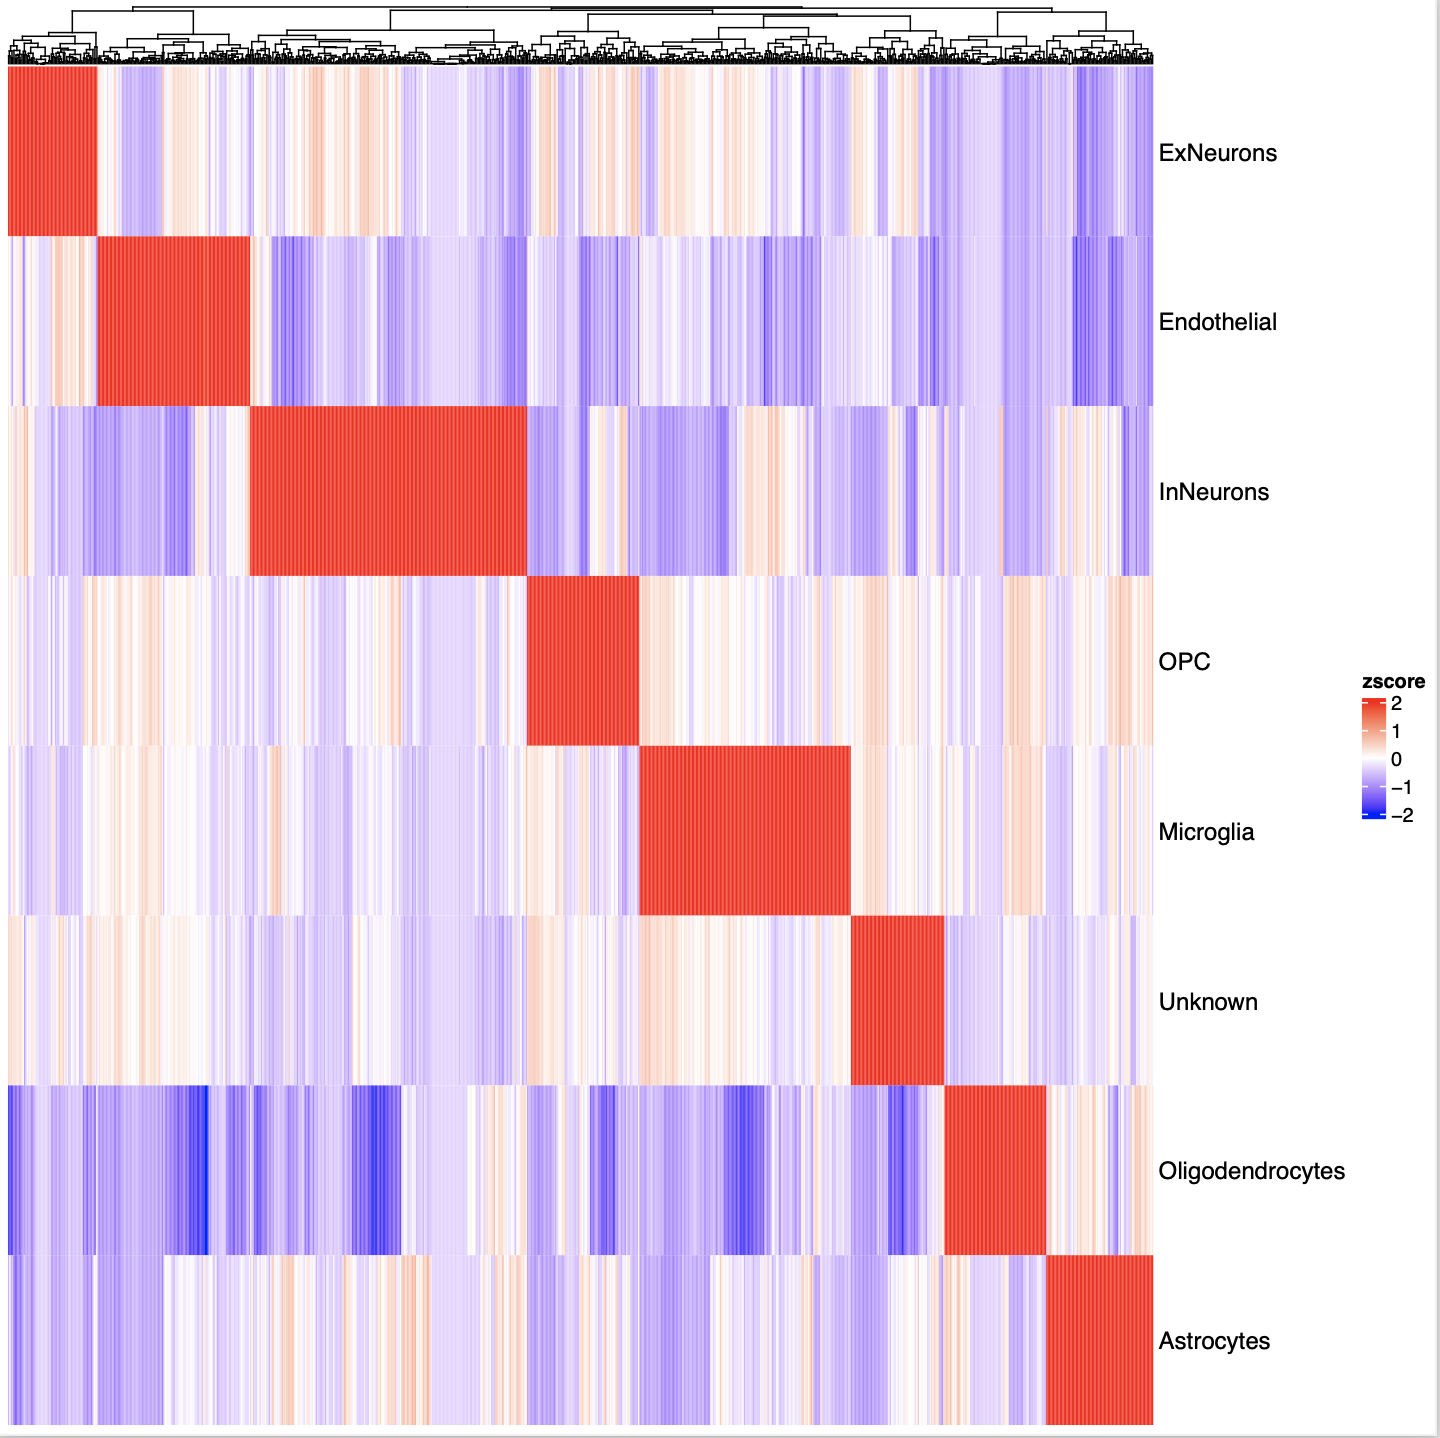 ExNeurons
Endothelial
InNeurons
OPC
Microglia
Unknown
Oligodendrocytes
Astrocytes
zscore
2
1
0
−1
−2